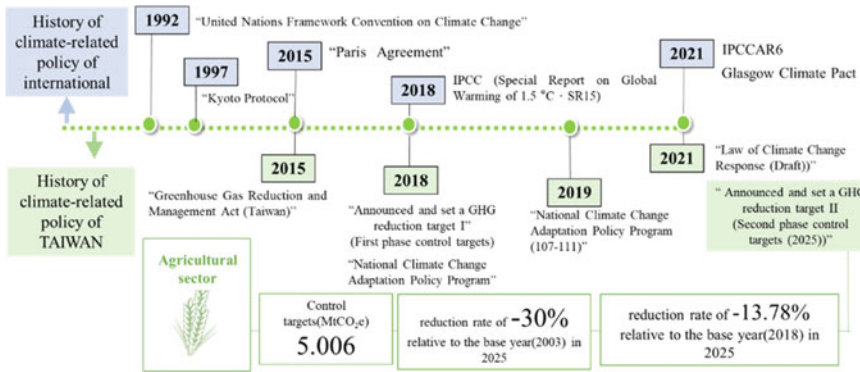 History of
climate-related
policy of
international
1992
“United Nations Framework Convention on Climate Change”
1997
“Kyoto Protocol”
2015
“Paris Agreement”
2018
IPCC (Special Report on Global
Warming of 1.5 °C · SR15)
2021
IPCCAR6
Glasgow Climate Pact
History of
climate-related
policy of
TAIWAN
2015
“Greenhouse Gas Reduction and
Management Act (Taiwan)”
2018
“Announced and set a GHG
reduction target I”
(First phase control targets)
“National Climate Change
Adaptation Policy Program”
2019
“National Climate Change
Adaptation Policy Program
(107-111)”
2021
“Law of Climate Change
Response (Draft))”
“ Announced and set a GHG
reduction target II
(Second phase control
targets (2025))”
Agricultural
sector
Control
targets(MtCO₂e)
5.006
reduction rate of -30%
relative to the base year(2003) in
2025
reduction rate of -13.78%
relative to the base year(2018) in
2025